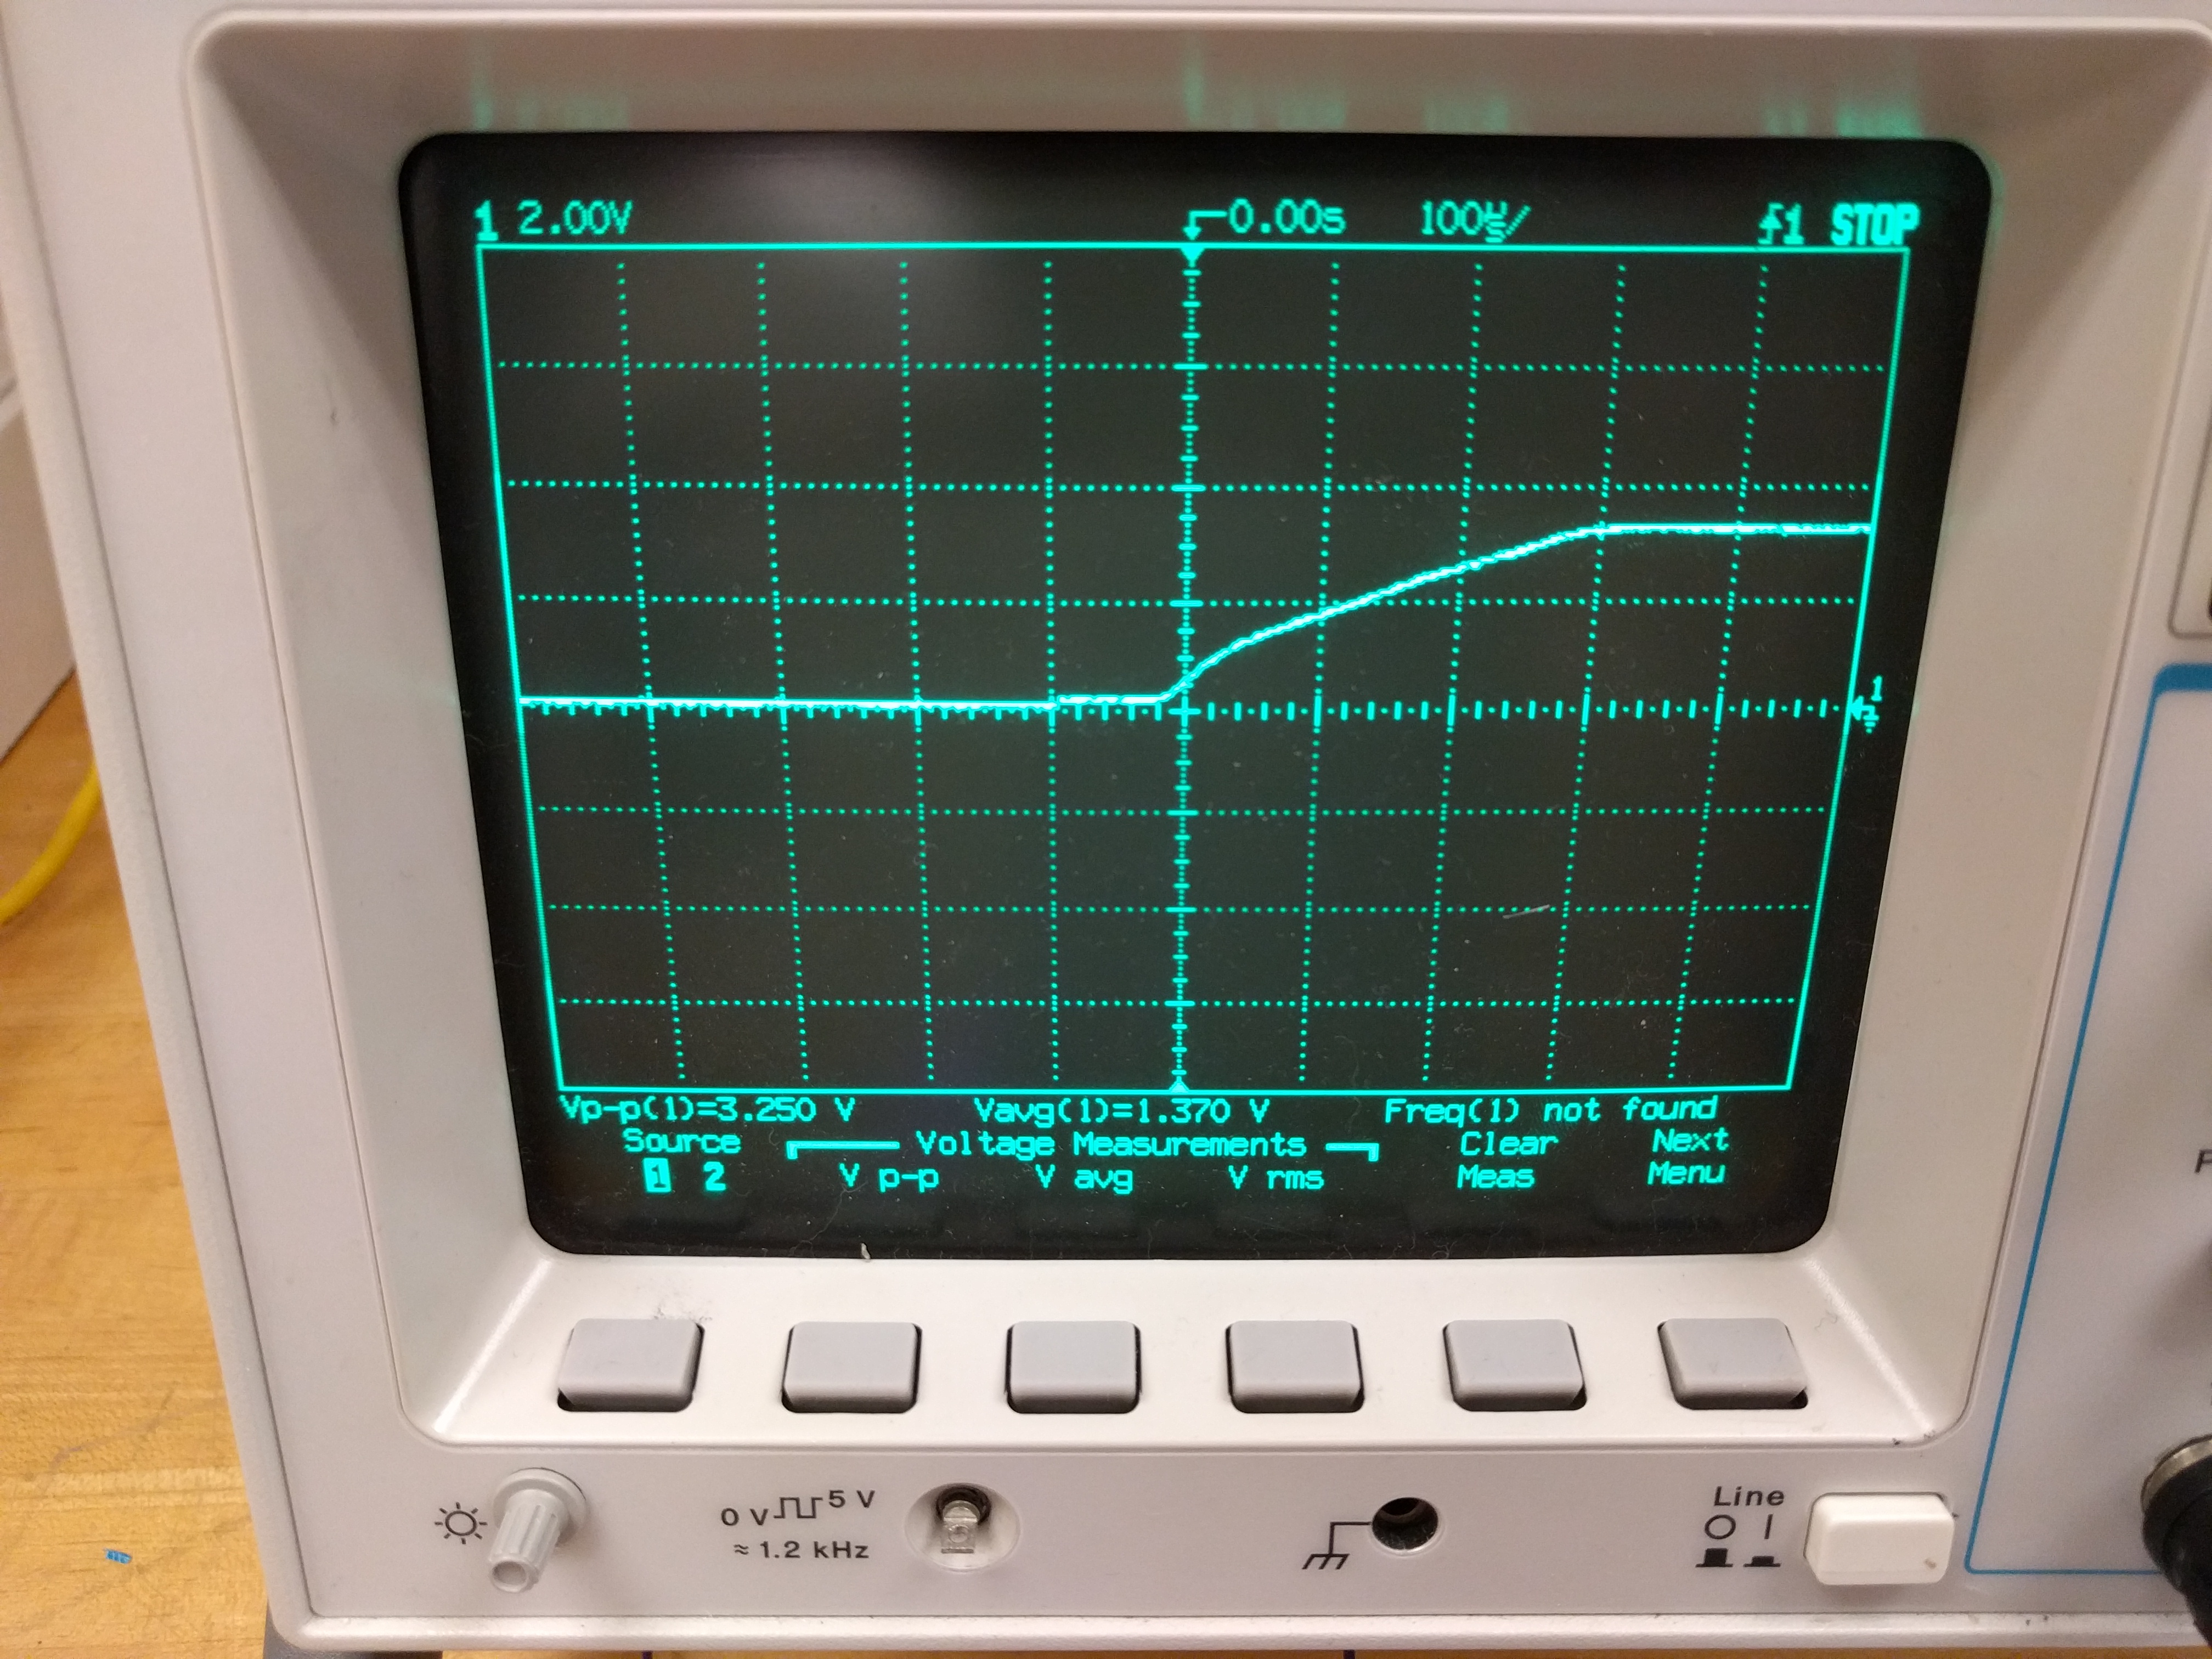 1 2.00V 0.00s 100µs/ 1 STOP
1
Vp-p(1)=3.250 V Vavg(1)=1.370 V Freq(1) not found
Source Voltage Measurements Clear Next
1 2 V p-p V avg V rms Meas Menu
0 V 5 V
≈ 1.2 kHz
Line